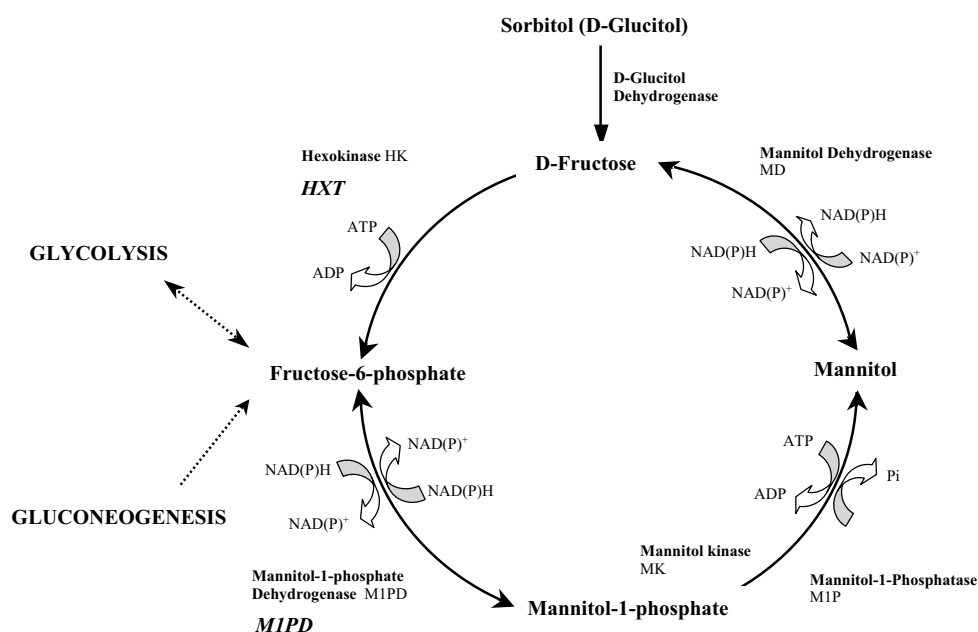 Sorbitol (D-Glucitol)
D-Glucitol
Dehydrogenase
Hexokinase HK
HXT
D-Fructose
Mannitol Dehydrogenase
MD
ATP
ADP
NAD(P)H
NAD(P)H
NAD(P)+
NAD(P)+
GLYCOLYSIS
Fructose-6-phosphate
Mannitol
NAD(P)+
NAD(P)H
NAD(P)H
NAD(P)+
ATP
ADP
Pi
GLUCONEOGENESIS
Mannitol kinase
MK
Mannitol-1-phosphate
Dehydrogenase M1PD
M1PD
Mannitol-1-Phosphatase
M1P
Mannitol-1-phosphate